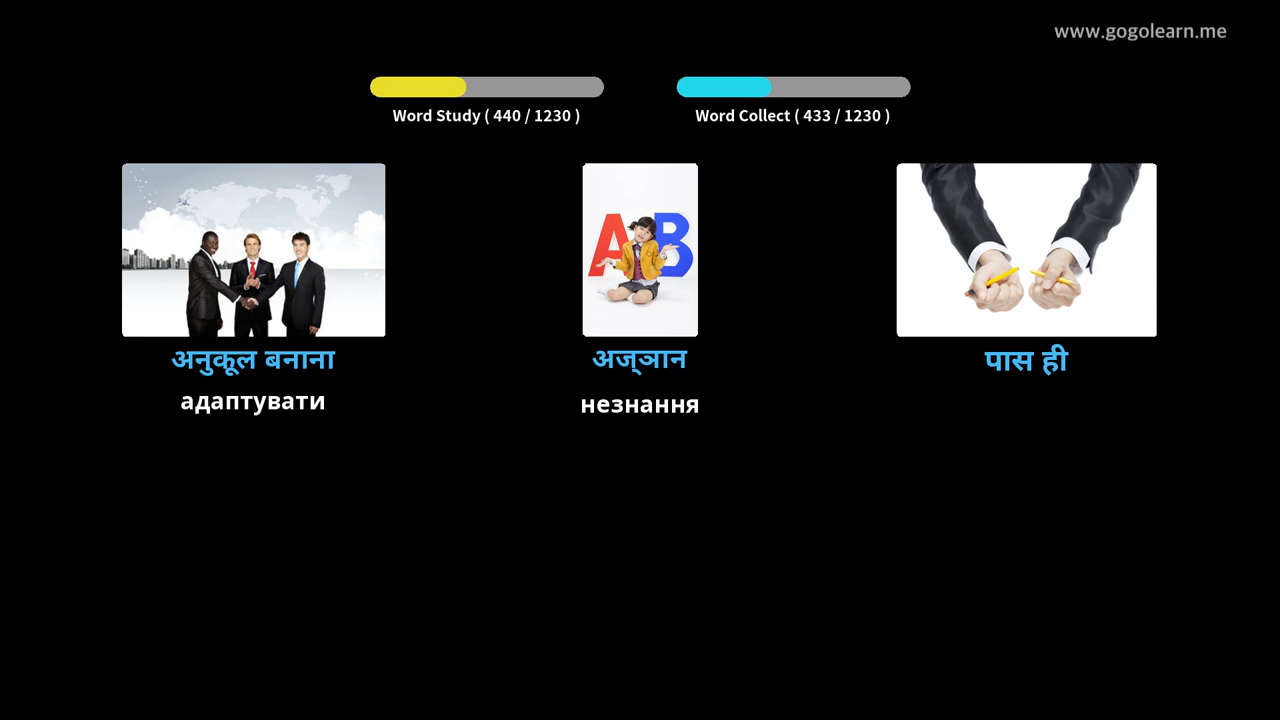 www.gogolearn.me
Word Study ( 440 / 1230 )
Word Collect ( 433 / 1230 )
A B
अनुकूल बनाना
अज्ञान
पास ही
адаптувати
незнання